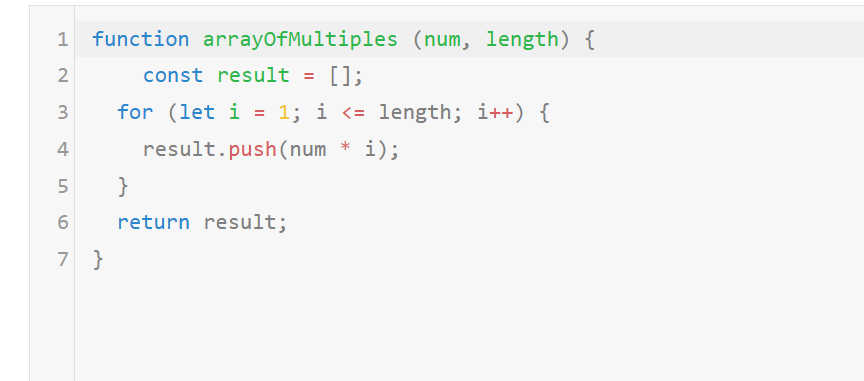 1 function arrayOfMultiples (num, length) {
2     const result = [];
3   for (let i = 1; i <= length; i++) {
4     result.push(num * i);
5   }
6   return result;
7 }